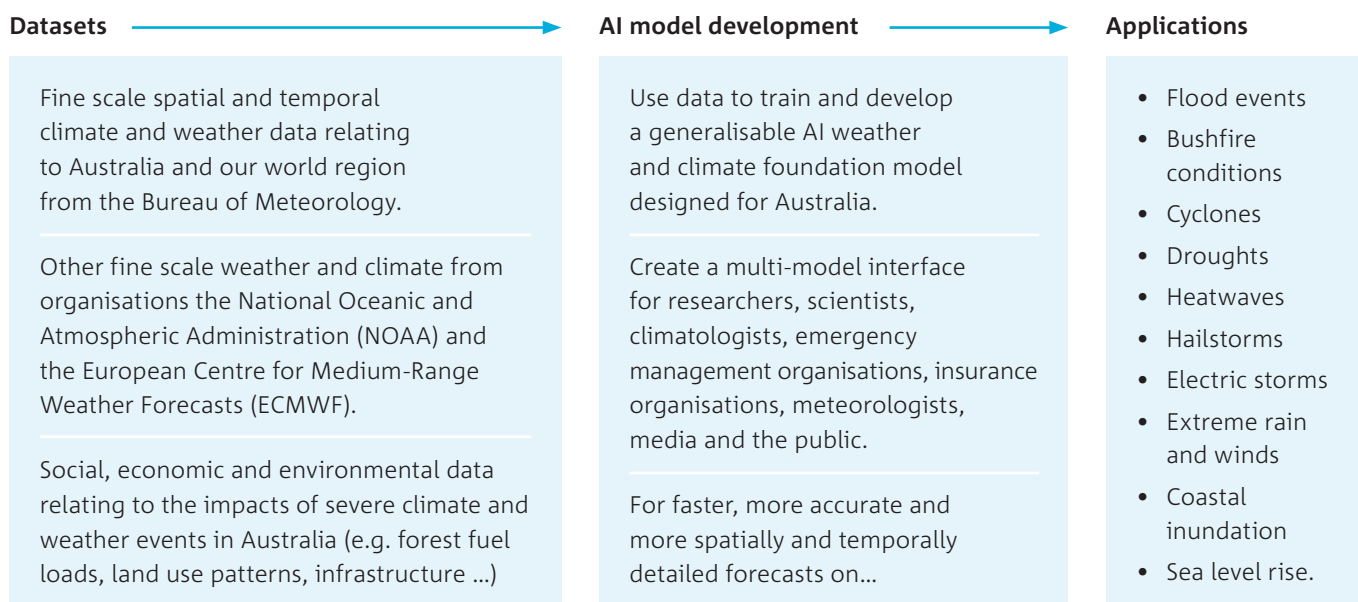 Datasets
AI model development
Applications
Fine scale spatial and temporal
climate and weather data relating
to Australia and our world region
from the Bureau of Meteorology.
Other fine scale weather and climate from
organisations the National Oceanic and
Atmospheric Administration (NOAA) and
the European Centre for Medium-Range
Weather Forecasts (ECMWF).
Social, economic and environmental data
relating to the impacts of severe climate and
weather events in Australia (e.g. forest fuel
loads, land use patterns, infrastructure ...)
Use data to train and develop
a generalisable AI weather
and climate foundation model
designed for Australia.
Create a multi-model interface
for researchers, scientists,
climatologists, emergency
management organisations, insurance
organisations, meteorologists,
media and the public.
For faster, more accurate and
more spatially and temporally
detailed forecasts on...
• Flood events
• Bushfire
conditions
• Cyclones
• Droughts
• Heatwaves
• Hailstorms
• Electric storms
• Extreme rain
and winds
• Coastal
inundation
• Sea level rise.